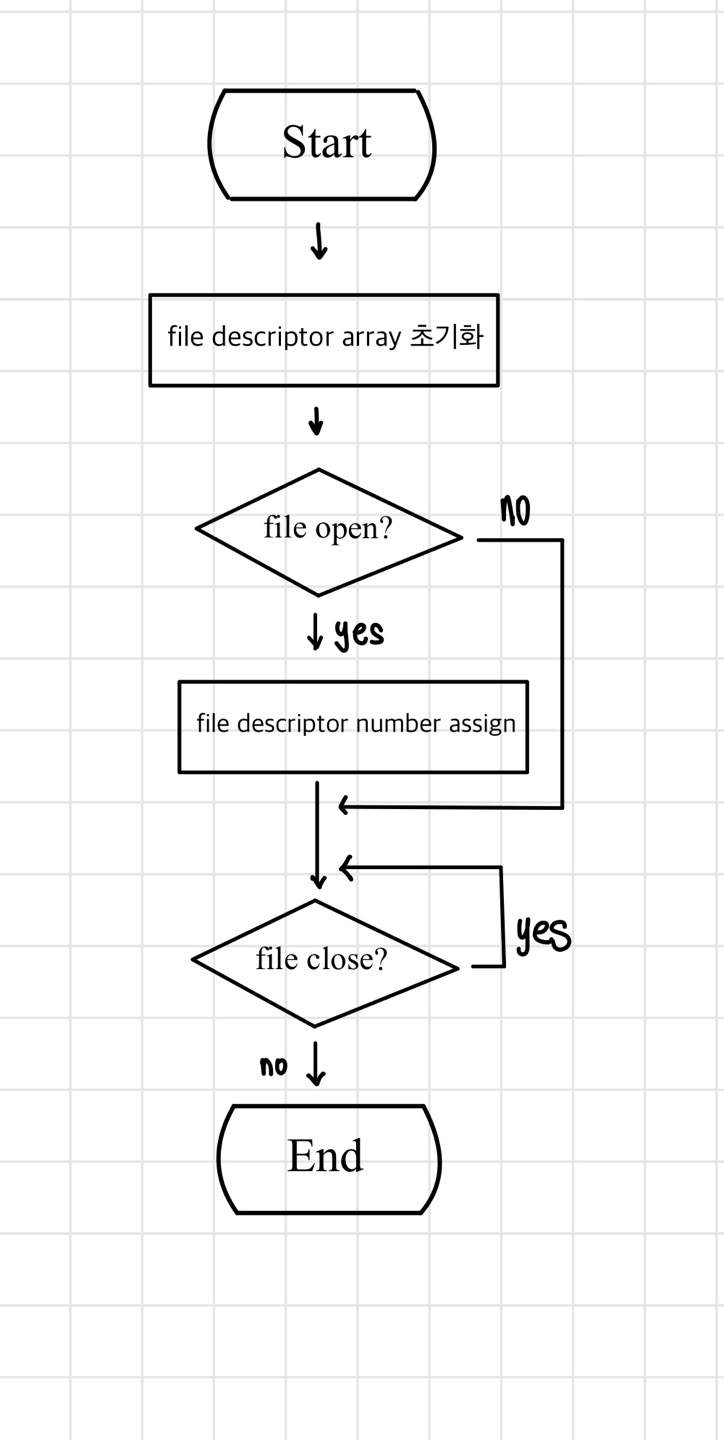 Start
file descriptor array 초기화
file open?
no
yes
file descriptor number assign
file close?
yes
no
End